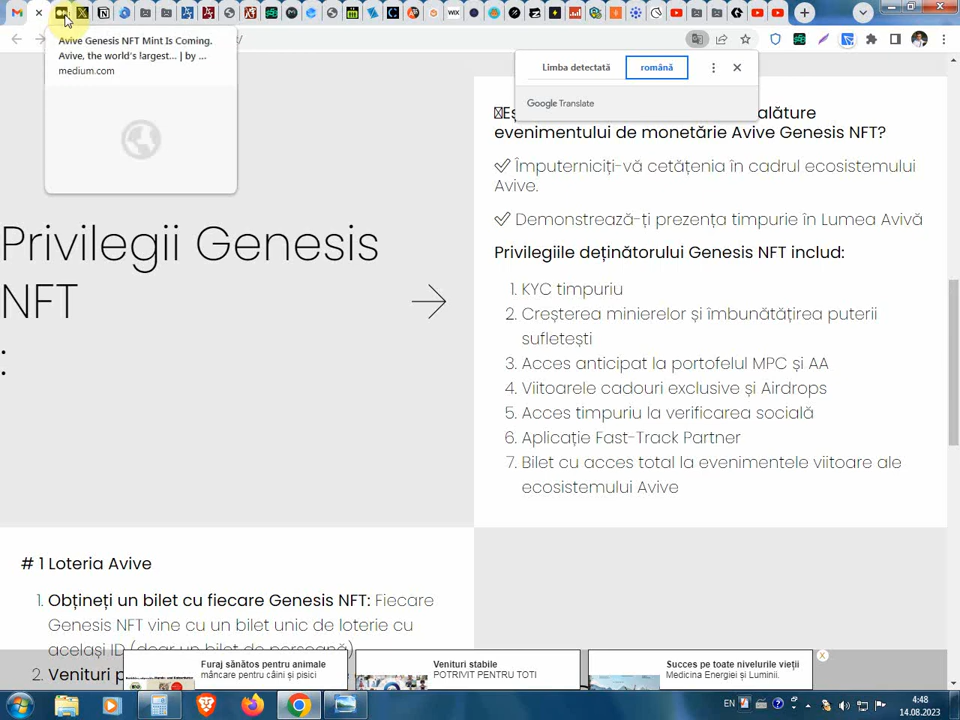 Avive Genesis NFT Mint Is Coming.
Avive, the world's largest... | by ...
medium.com
Limba detectată
română
Google Translate
alăture
evenimentului de monetărie Avive Genesis NFT?
Împuterniciți-vă cetățenia în cadrul ecosistemului
Avive.
Demonstrează-ți prezența timpurie în Lumea Avivă
Privilegii Genesis
NFT
:
Privilegiile deținătorului Genesis NFT includ:
1. KYC timpuriu
2. Creșterea minierelor și îmbunătățirea puterii
sufletești
3. Acces anticipat la portofelul MPC și AA
4. Viitoarele cadouri exclusive și Airdrops
5. Acces timpuriu la verificarea socială
6. Aplicație Fast-Track Partner
7. Bilet cu acces total la evenimentele viitoare ale
ecosistemului Avive
# 1 Loteria Avive
1. Obțineți un bilet cu fiecare Genesis NFT: Fiecare
Genesis NFT vine cu un bilet unic de loterie cu
același ID (doar un bilet de persoană)
2. Venituri
Furaj sănătos pentru animale
mâncare pentru câini și pisici
Venituri stabile
POTRIVIT PENTRU TOTI
Succes pe toate nivelurile vieții
Medicina Energiei și Luminii.
EN
4:48
14.08.2023